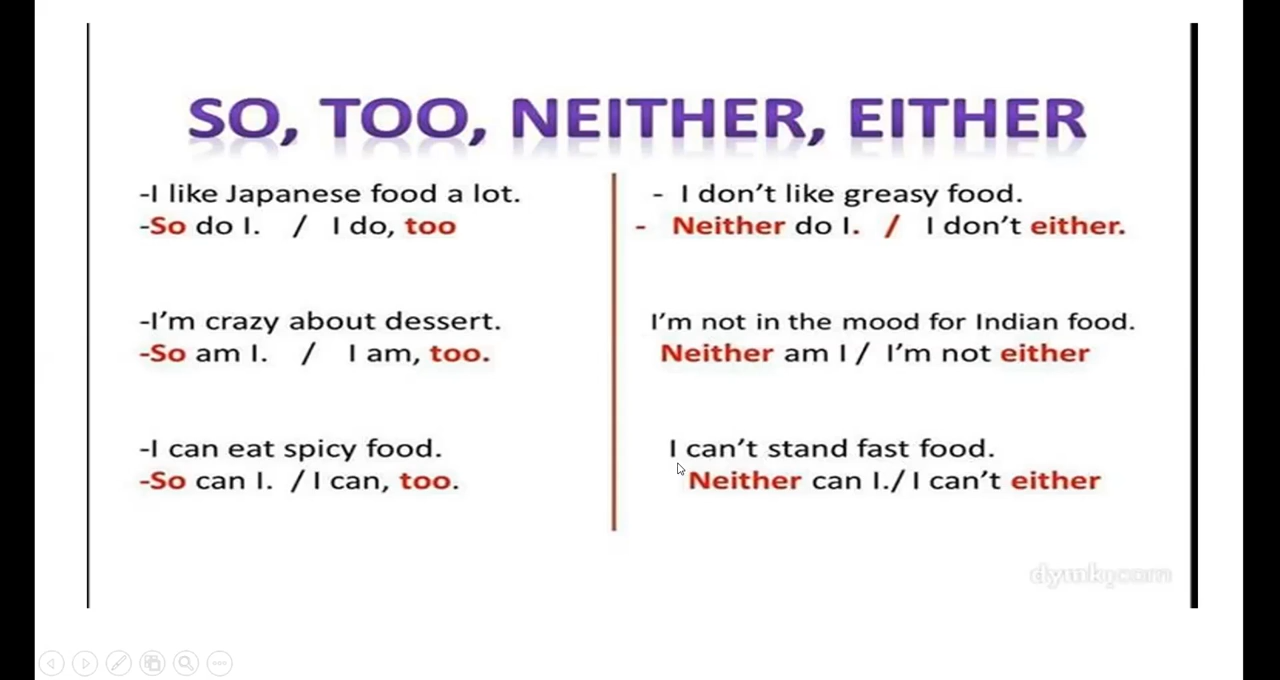 SO, TOO, NEITHER, EITHER
-I like Japanese food a lot.
-So do I. / I do, too
-I'm crazy about dessert.
-So am I. / I am, too.
-I can eat spicy food.
-So can I. / I can, too.
- I don't like greasy food.
- Neither do I. / I don't either.
I'm not in the mood for Indian food.
Neither am I / I'm not either
I can't stand fast food.
Neither can I./ I can't either